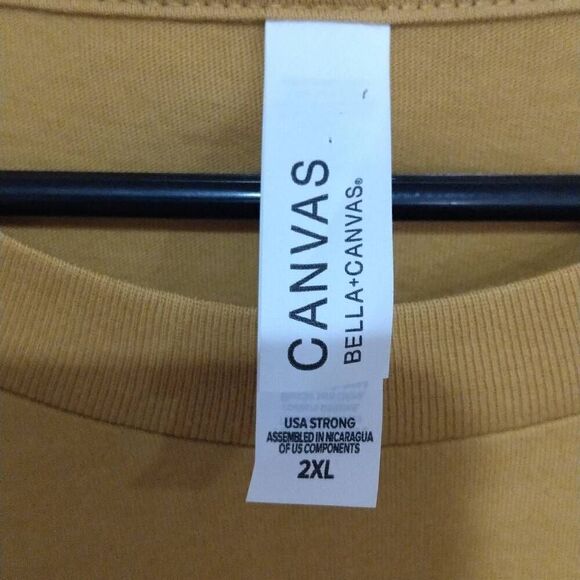 CANVAS
BELLA+CANVAS®
USA STRONG
ASSEMBLED IN NICARAGUA
OF US COMPONENTS
2XL